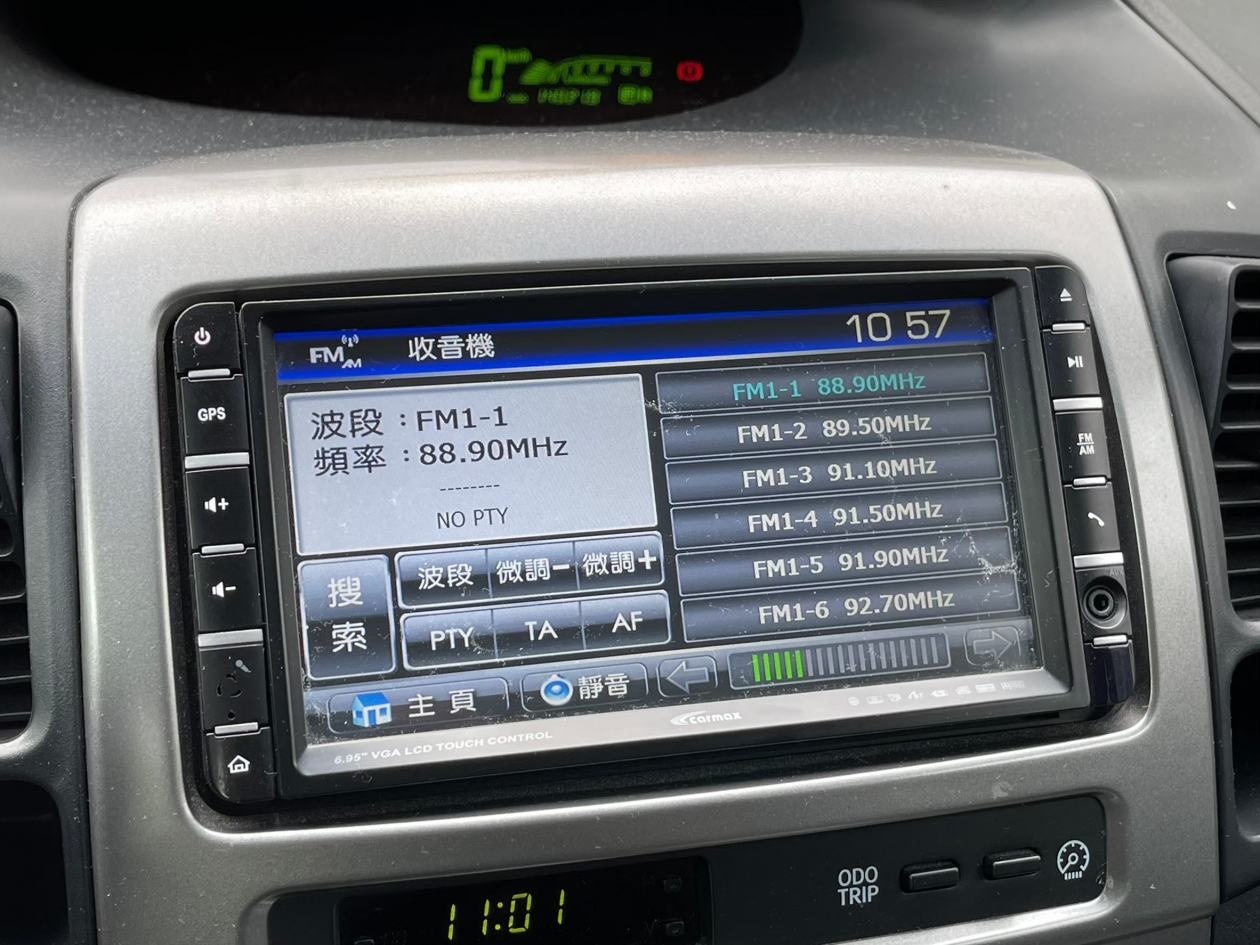 0
GPS
FM AM
收音機
10 57
波段：FM1-1
頻率：88.90MHz
--------
NO PTY
FM1-1 88.90MHz
FM1-2 89.50MHz
FM1-3 91.10MHz
FM1-4 91.50MHz
FM1-5 91.90MHz
FM1-6 92.70MHz
搜索
波段
微調-
微調+
PTY
TA
AF
主頁
靜音
carmax
6.95" VGA LCD TOUCH CONTROL
FM
AM
ODO
TRIP
11:01